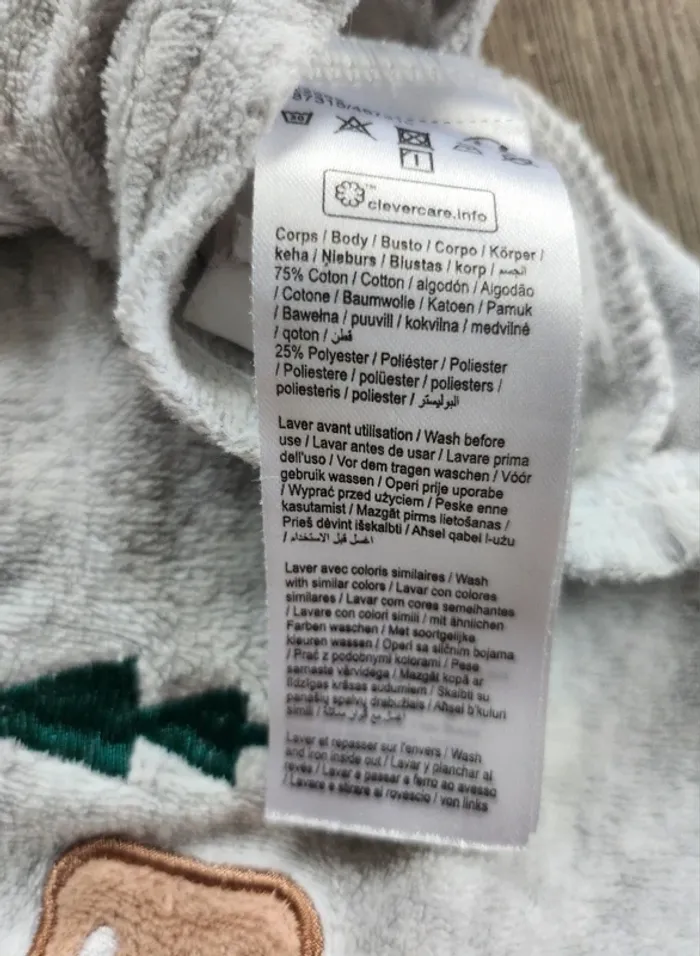 30
™
clevercare.info
Corps / Body / Busto / Corpo / Körper /
keha / Ņieburs / Blustas / korp / الجسم
75% Coton / Cotton / algodón / Algodão
/ Cotone / Baumwolle / Katoen / Pamuk
/ Bawełna / puuvill / kokvilna / medvilnė
/ qoton / قطن
25% Polyester / Poliéster / Poliester
/ Poliestere / polüester / poliesters /
poliesteris / poliester / البوليستر
Laver avant utilisation / Wash before
use / Lavar antes de usar / Lavare prima
dell'uso / Vor dem tragen waschen / Vóór
gebruik wassen / Operi prije uporabe
/ Wyprać przed użyciem / Peske enne
kasutamist / Mazgāt pirms lietošanas /
Prieš dėvint išskalbti / Aħsel qabel l-użu
/ اغسل قبل الاستخدام
Laver avec coloris similaires / Wash
with similar colors / Lavar con colores
similares / Lavar com cores semelhantes
/ Lavare con colori simili / mit ähnlichen
Farben waschen / Met soortgelijke
kleuren wassen / Operi sa sličnim bojama
/ Prać z podobnymi kolorami / Pese
sarnaste värvidega / Mazgāt kopā ar
līdzīgas krāsas audumiem / Skalbti su
panašių spalvų drabužiais / Aħsel b'kulur
simili /
Laver et repasser sur l'envers / Wash
and iron inside out / Lavar y planchar al
revés / Lavar e passar a ferro ao avesso
/ Lavare e stirare al rovescio / von links